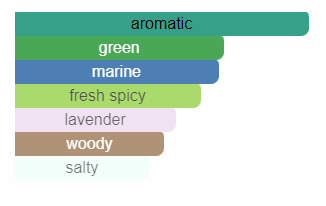 aromatic
green
marine
fresh spicy
lavender
woody
salty